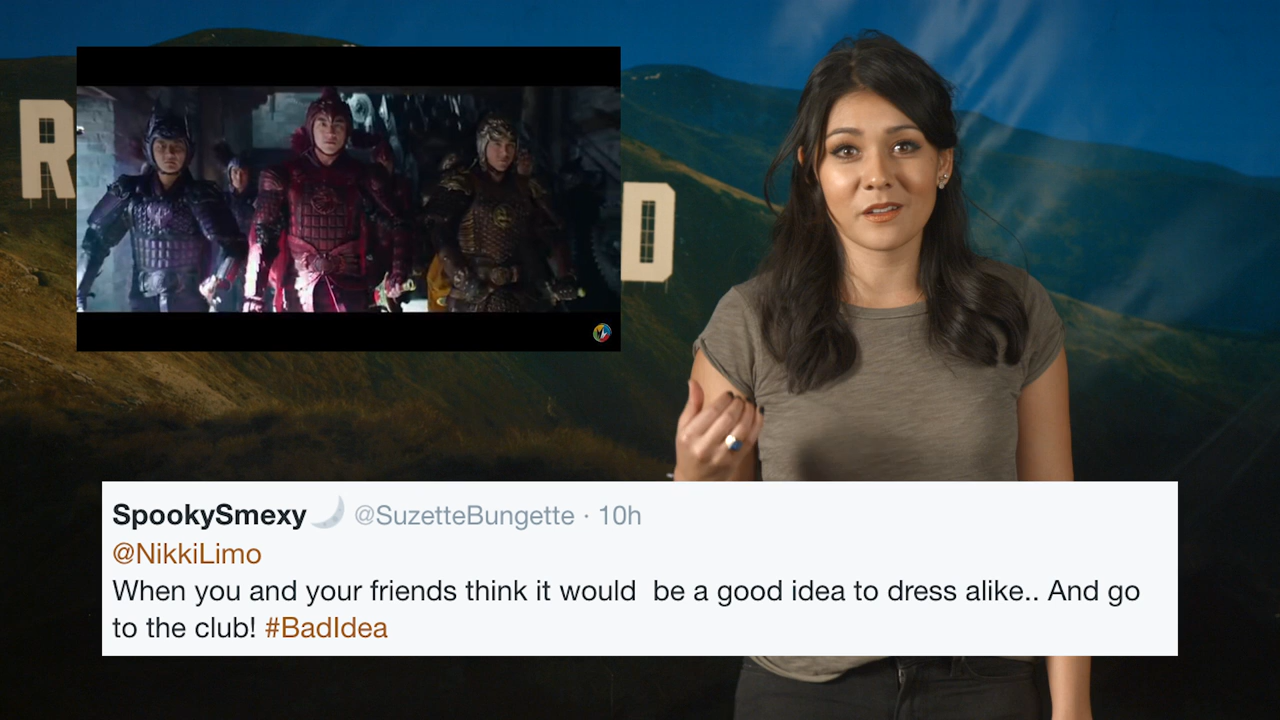 R
D
SpookySmexy @SuzetteBungette · 10h
@NikkiLimo
When you and your friends think it would  be a good idea to dress alike.. And go
to the club! #BadIdea